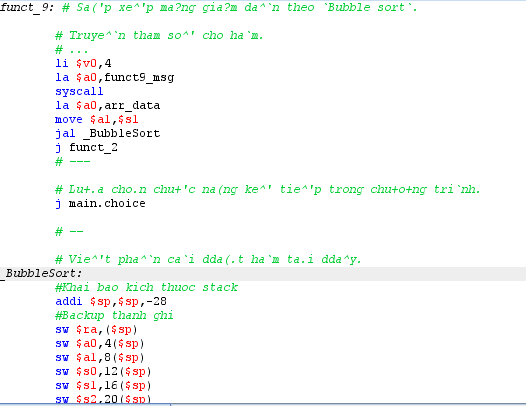 funct_9: # Sa('p xe^'p ma?ng gia?m da^`n theo `Bubble sort`.
# Truye^`n tham so^' cho ha`m.
# ...
li $v0,4
la $a0,funct9_msg
syscall
la $a0,arr_data
move $a1,$s1
jal _BubbleSort
j funct_2
# ---
# Lu+.a cho.n chu+'c na(ng ke^' tie^'p trong chu+o+ng tri`nh.
j main.choice
# --
# Vie^'t pha^`n ca`i dda(.t ha`m ta.i dda^y.
_BubbleSort:
#Khai bao kich thuoc stack
addi $sp,$sp,-28
#Backup thanh ghi
sw $ra,($sp)
sw $a0,4($sp)
sw $a1,8($sp)
sw $s0,12($sp)
sw $s1,16($sp)
sw $s2,20($sp)